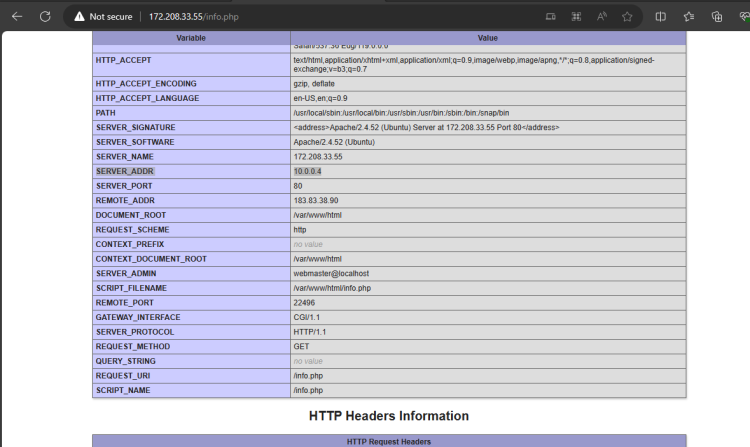 Not secure 172.208.33.55/info.php
Variable Value
Safari/537.36 Edg/119.0.0.0
HTTP_ACCEPT text/html,application/xhtml+xml,application/xml;q=0.9,image/webp,image/apng,*/*;q=0.8,application/signed-
exchange;v=b3;q=0.7
HTTP_ACCEPT_ENCODING gzip, deflate
HTTP_ACCEPT_LANGUAGE en-US,en;q=0.9
PATH /usr/local/sbin:/usr/local/bin:/usr/sbin:/usr/bin:/sbin:/bin:/snap/bin
SERVER_SIGNATURE <address>Apache/2.4.52 (Ubuntu) Server at 172.208.33.55 Port 80</address>
SERVER_SOFTWARE Apache/2.4.52 (Ubuntu)
SERVER_NAME 172.208.33.55
SERVER_ADDR 10.0.0.4
SERVER_PORT 80
REMOTE_ADDR 183.83.38.90
DOCUMENT_ROOT /var/www/html
REQUEST_SCHEME http
CONTEXT_PREFIX no value
CONTEXT_DOCUMENT_ROOT /var/www/html
SERVER_ADMIN webmaster@localhost
SCRIPT_FILENAME /var/www/html/info.php
REMOTE_PORT 22496
GATEWAY_INTERFACE CGI/1.1
SERVER_PROTOCOL HTTP/1.1
REQUEST_METHOD GET
QUERY_STRING no value
REQUEST_URI /info.php
SCRIPT_NAME /info.php
HTTP Headers Information
HTTP Request Headers